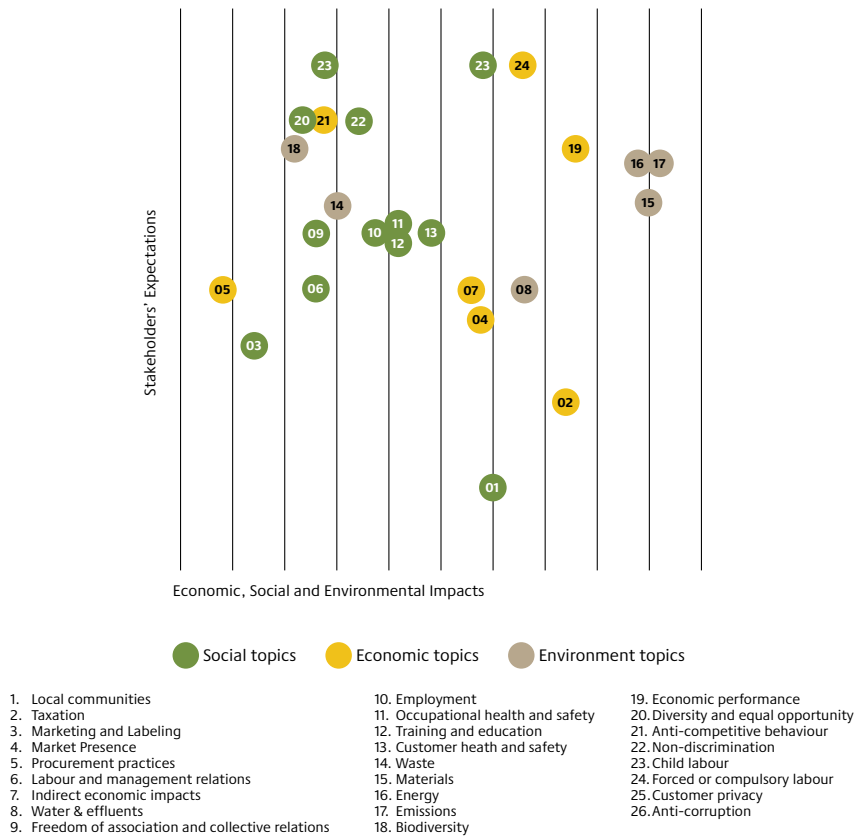 23 23 24
20 21 22
18 19
16 17
14 15
11
09 10 13
12
05 06 07 08
04
03
02
01
Stakeholders’ Expectations
Economic, Social and Environmental Impacts
Social topics Economic topics Environment topics
1. Local communities
2. Taxation
3. Marketing and Labeling
4. Market Presence
5. Procurement practices
6. Labour and management relations
7. Indirect economic impacts
8. Water & effluents
9. Freedom of association and collective relations
10. Employment
11. Occupational health and safety
12. Training and education
13. Customer heath and safety
14. Waste
15. Materials
16. Energy
17. Emissions
18. Biodiversity
19. Economic performance
20. Diversity and equal opportunity
21. Anti-competitive behaviour
22. Non-discrimination
23. Child labour
24. Forced or compulsory labour
25. Customer privacy
26. Anti-corruption